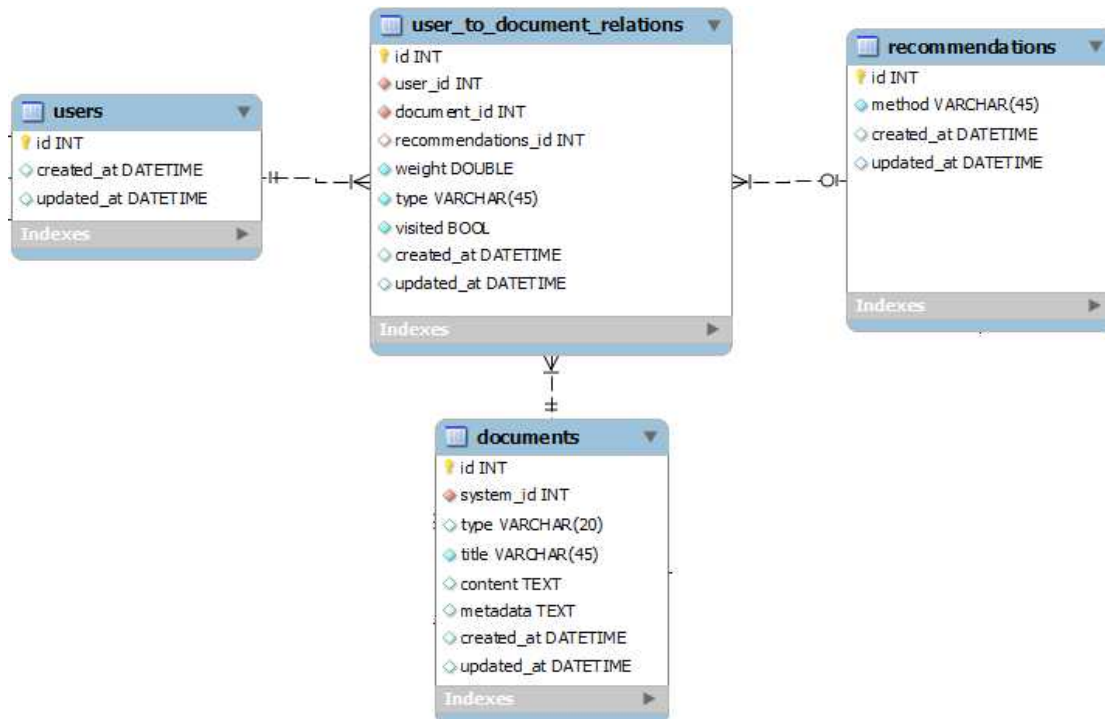 users
id INT
created_at DATETIME
updated_at DATETIME
Indexes
user_to_document_relations
id INT
user_id INT
document_id INT
recommendations_id INT
weight DOUBLE
type VARCHAR(45)
visited BOOL
created_at DATETIME
updated_at DATETIME
Indexes
recommendations
id INT
method VARCHAR(45)
created_at DATETIME
updated_at DATETIME
Indexes
documents
id INT
system_id INT
type VARCHAR(20)
title VARCHAR(45)
content TEXT
metadata TEXT
created_at DATETIME
updated_at DATETIME
Indexes